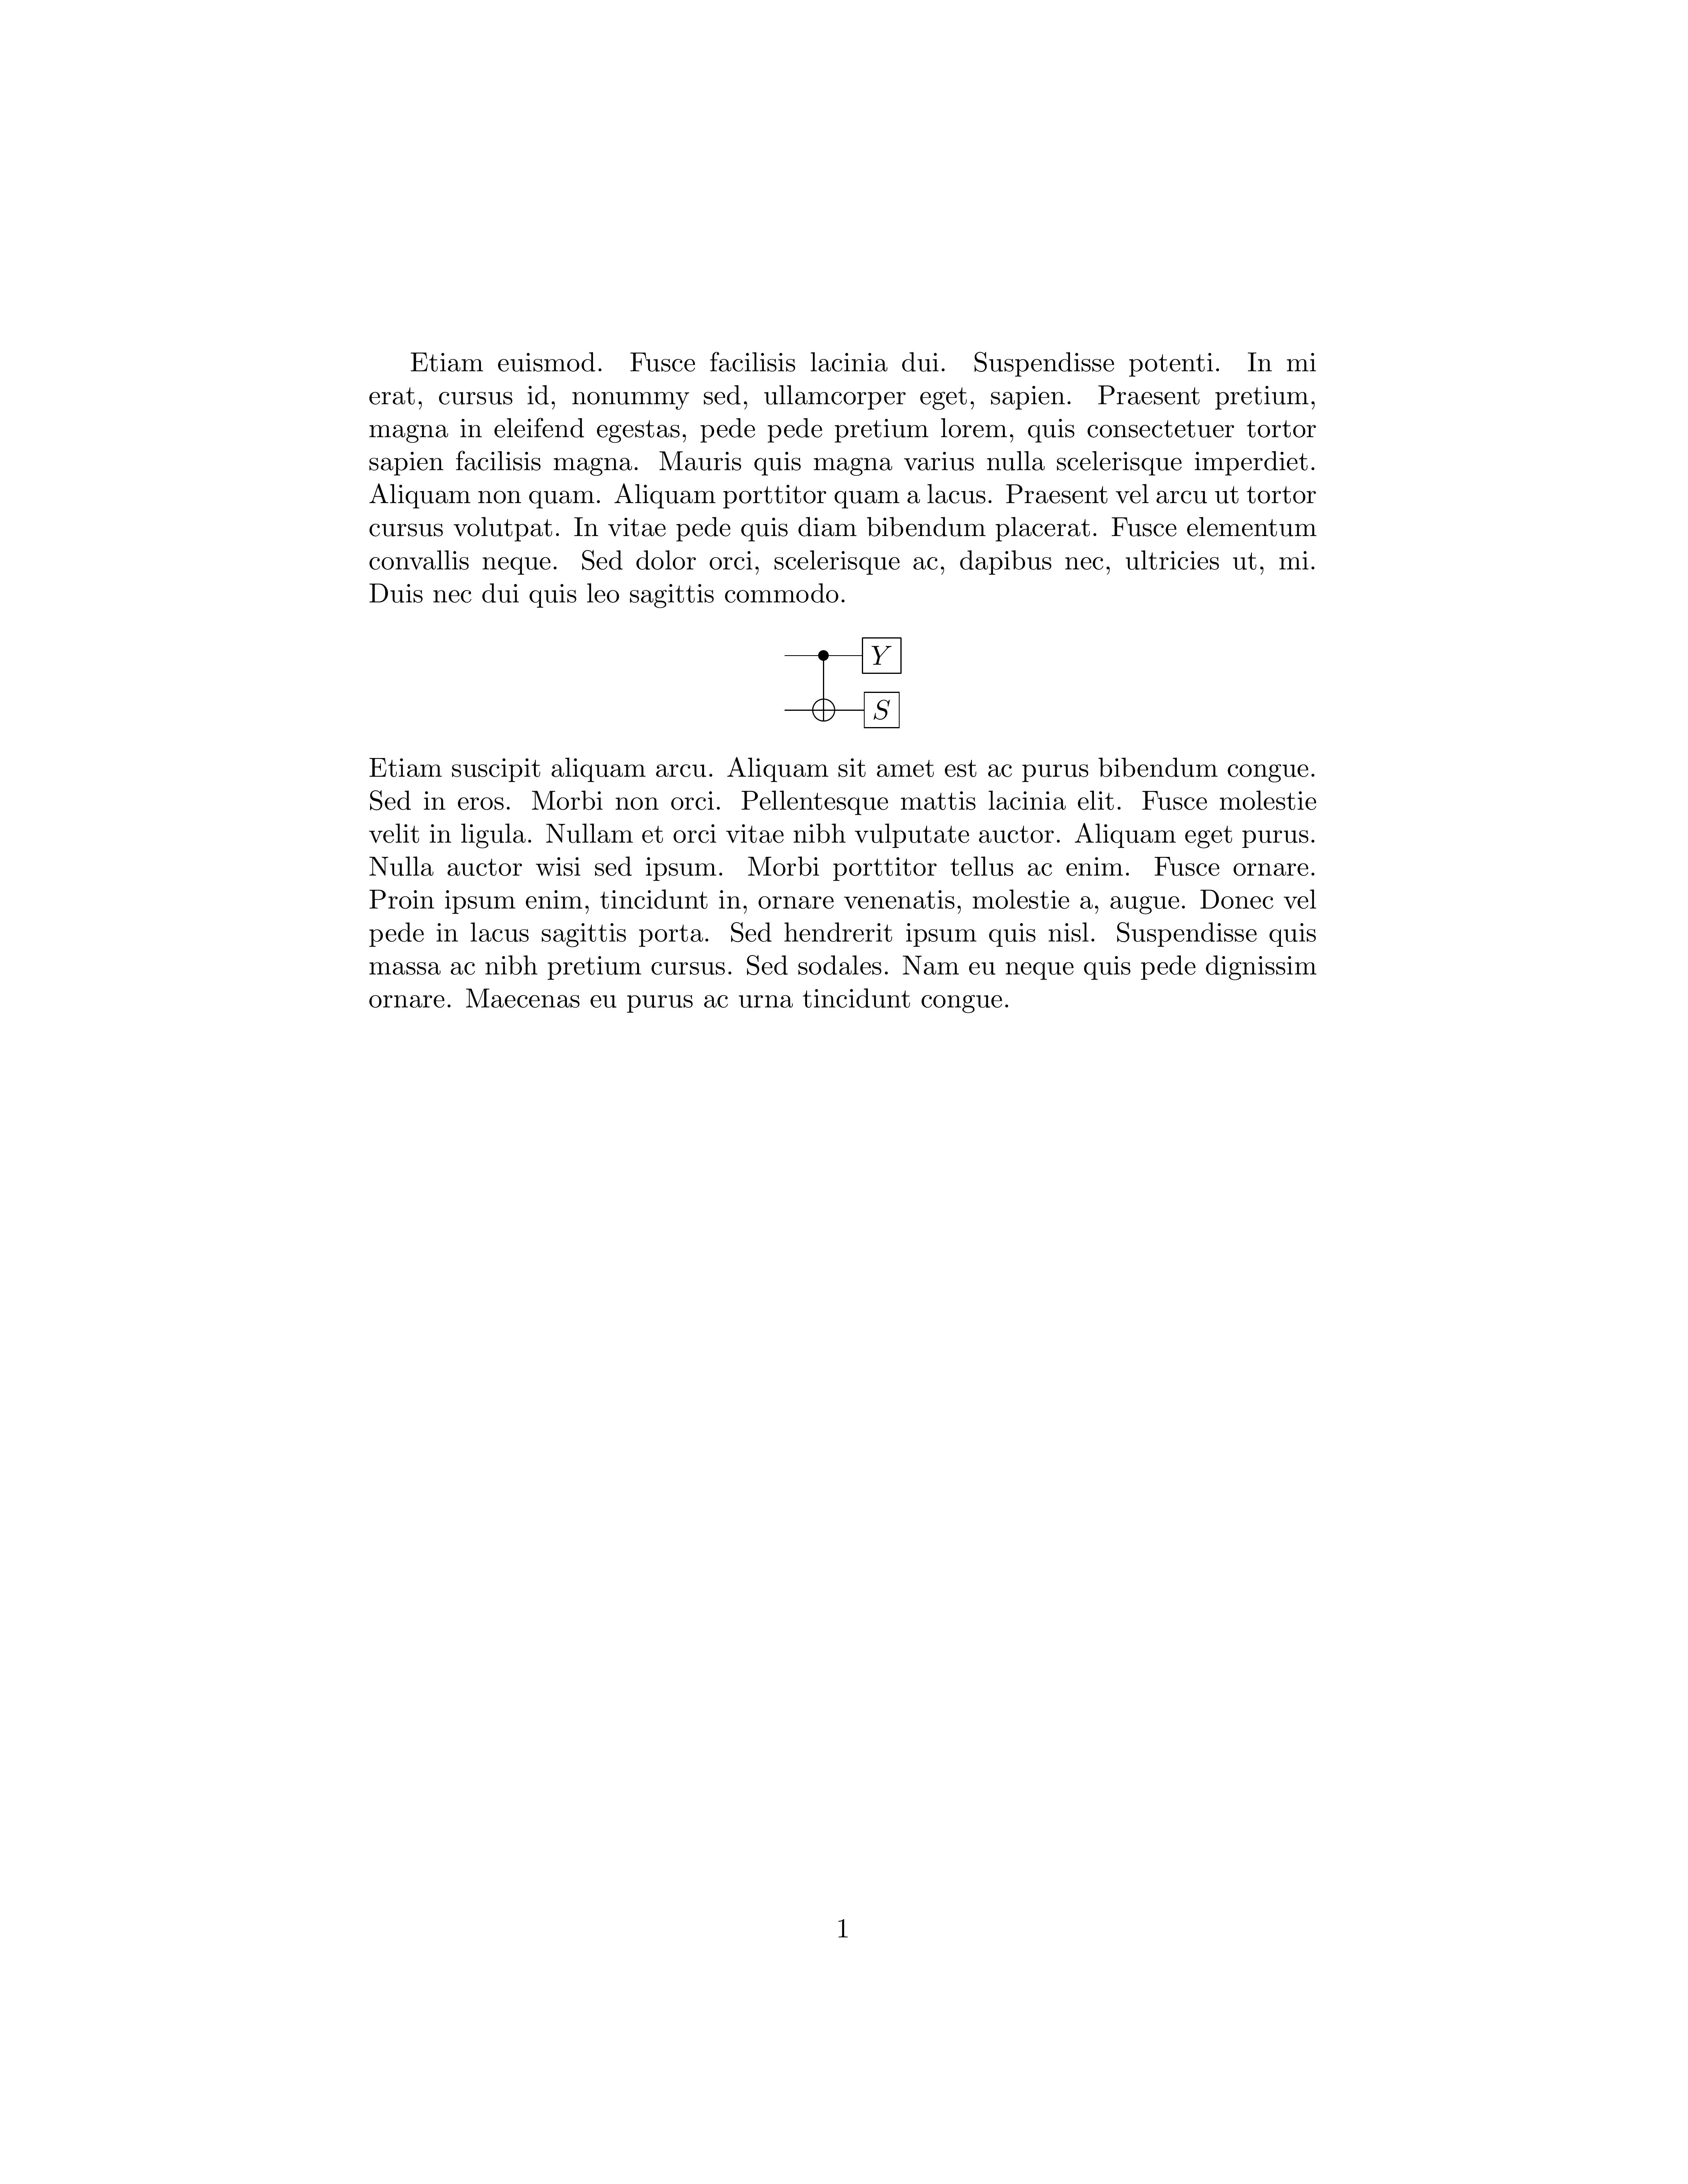 Etiam euismod. Fusce facilisis lacinia dui. Suspendisse potenti. In mi
erat, cursus id, nonummy sed, ullamcorper eget, sapien. Praesent pretium,
magna in eleifend egestas, pede pede pretium lorem, quis consectetuer tortor
sapien facilisis magna. Mauris quis magna varius nulla scelerisque imperdiet.
Aliquam non quam. Aliquam porttitor quam a lacus. Praesent vel arcu ut tortor
cursus volutpat. In vitae pede quis diam bibendum placerat. Fusce elementum
convallis neque. Sed dolor orci, scelerisque ac, dapibus nec, ultricies ut, mi.
Duis nec dui quis leo sagittis commodo.
Y
S
Etiam suscipit aliquam arcu. Aliquam sit amet est ac purus bibendum congue.
Sed in eros. Morbi non orci. Pellentesque mattis lacinia elit. Fusce molestie
velit in ligula. Nullam et orci vitae nibh vulputate auctor. Aliquam eget purus.
Nulla auctor wisi sed ipsum. Morbi porttitor tellus ac enim. Fusce ornare.
Proin ipsum enim, tincidunt in, ornare venenatis, molestie a, augue. Donec vel
pede in lacus sagittis porta. Sed hendrerit ipsum quis nisl. Suspendisse quis
massa ac nibh pretium cursus. Sed sodales. Nam eu neque quis pede dignissim
ornare. Maecenas eu purus ac urna tincidunt congue.
1